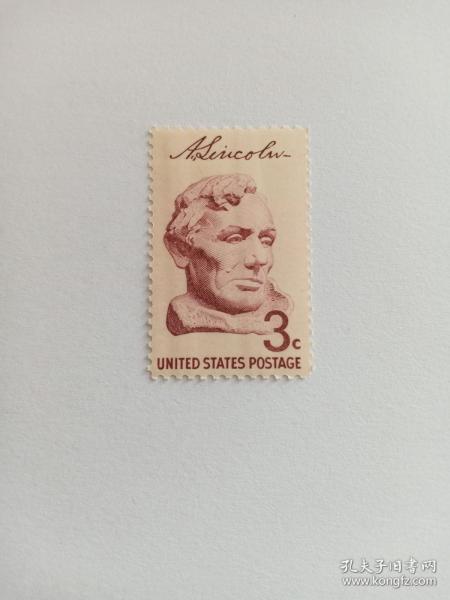 A. Lincoln
3c
UNITED STATES POSTAGE
孔夫子旧书网
www.kongfz.com